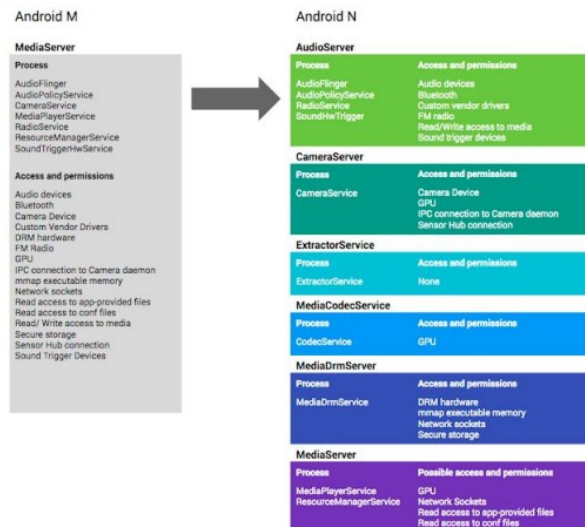 Android M
MediaServer
Process
AudioFlinger
AudioPolicyService
CameraService
MediaPlayerService
RadioService
ResourceManagerService
SoundTriggerHwService
Access and permissions
Audio devices
Bluetooth
Camera Device
Custom Vendor Drivers
DRM hardware
FM Radio
GPU
IPC connection to Camera daemon
mmap executable memory
Network sockets
Read access to app-provided files
Read access to conf files
Read/ Write access to media
Secure storage
Sensor Hub connection
Sound Trigger Devices
Android N
AudioServer
Process Access and permissions
AudioFlinger Audio devices
AudioPolicyService Bluetooth
RadioService Custom vendor drivers
SoundHwTrigger FM radio
Read/Write access to media
Sound trigger devices
CameraServer
Process Access and permissions
CameraService Camera Device
GPU
IPC connection to Camera daemon
Sensor Hub connection
ExtractorService
Process Access and permissions
ExtractorService None
MediaCodecService
Process Access and permissions
CodecService GPU
MediaDrmServer
Process Access and permissions
MediaDrmService DRM hardware
mmap executable memory
Network sockets
Secure storage
MediaServer
Process Possible access and permissions
MediaPlayerService GPU
ResourceManagerService Network Sockets
Read access to app-provided files
Read access to conf files